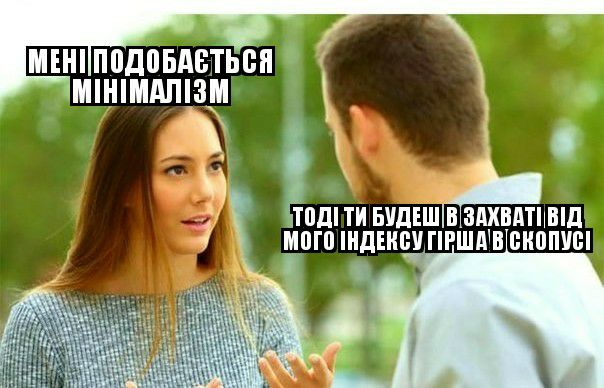 МЕНІ ПОДОБАЄТЬСЯ
МІНІМАЛІЗМ
ТОДІ ТИ БУДЕШ В ЗАХВАТІ ВІД
МОГО ІНДЕКСУ ГІРША В СКОПУСІ